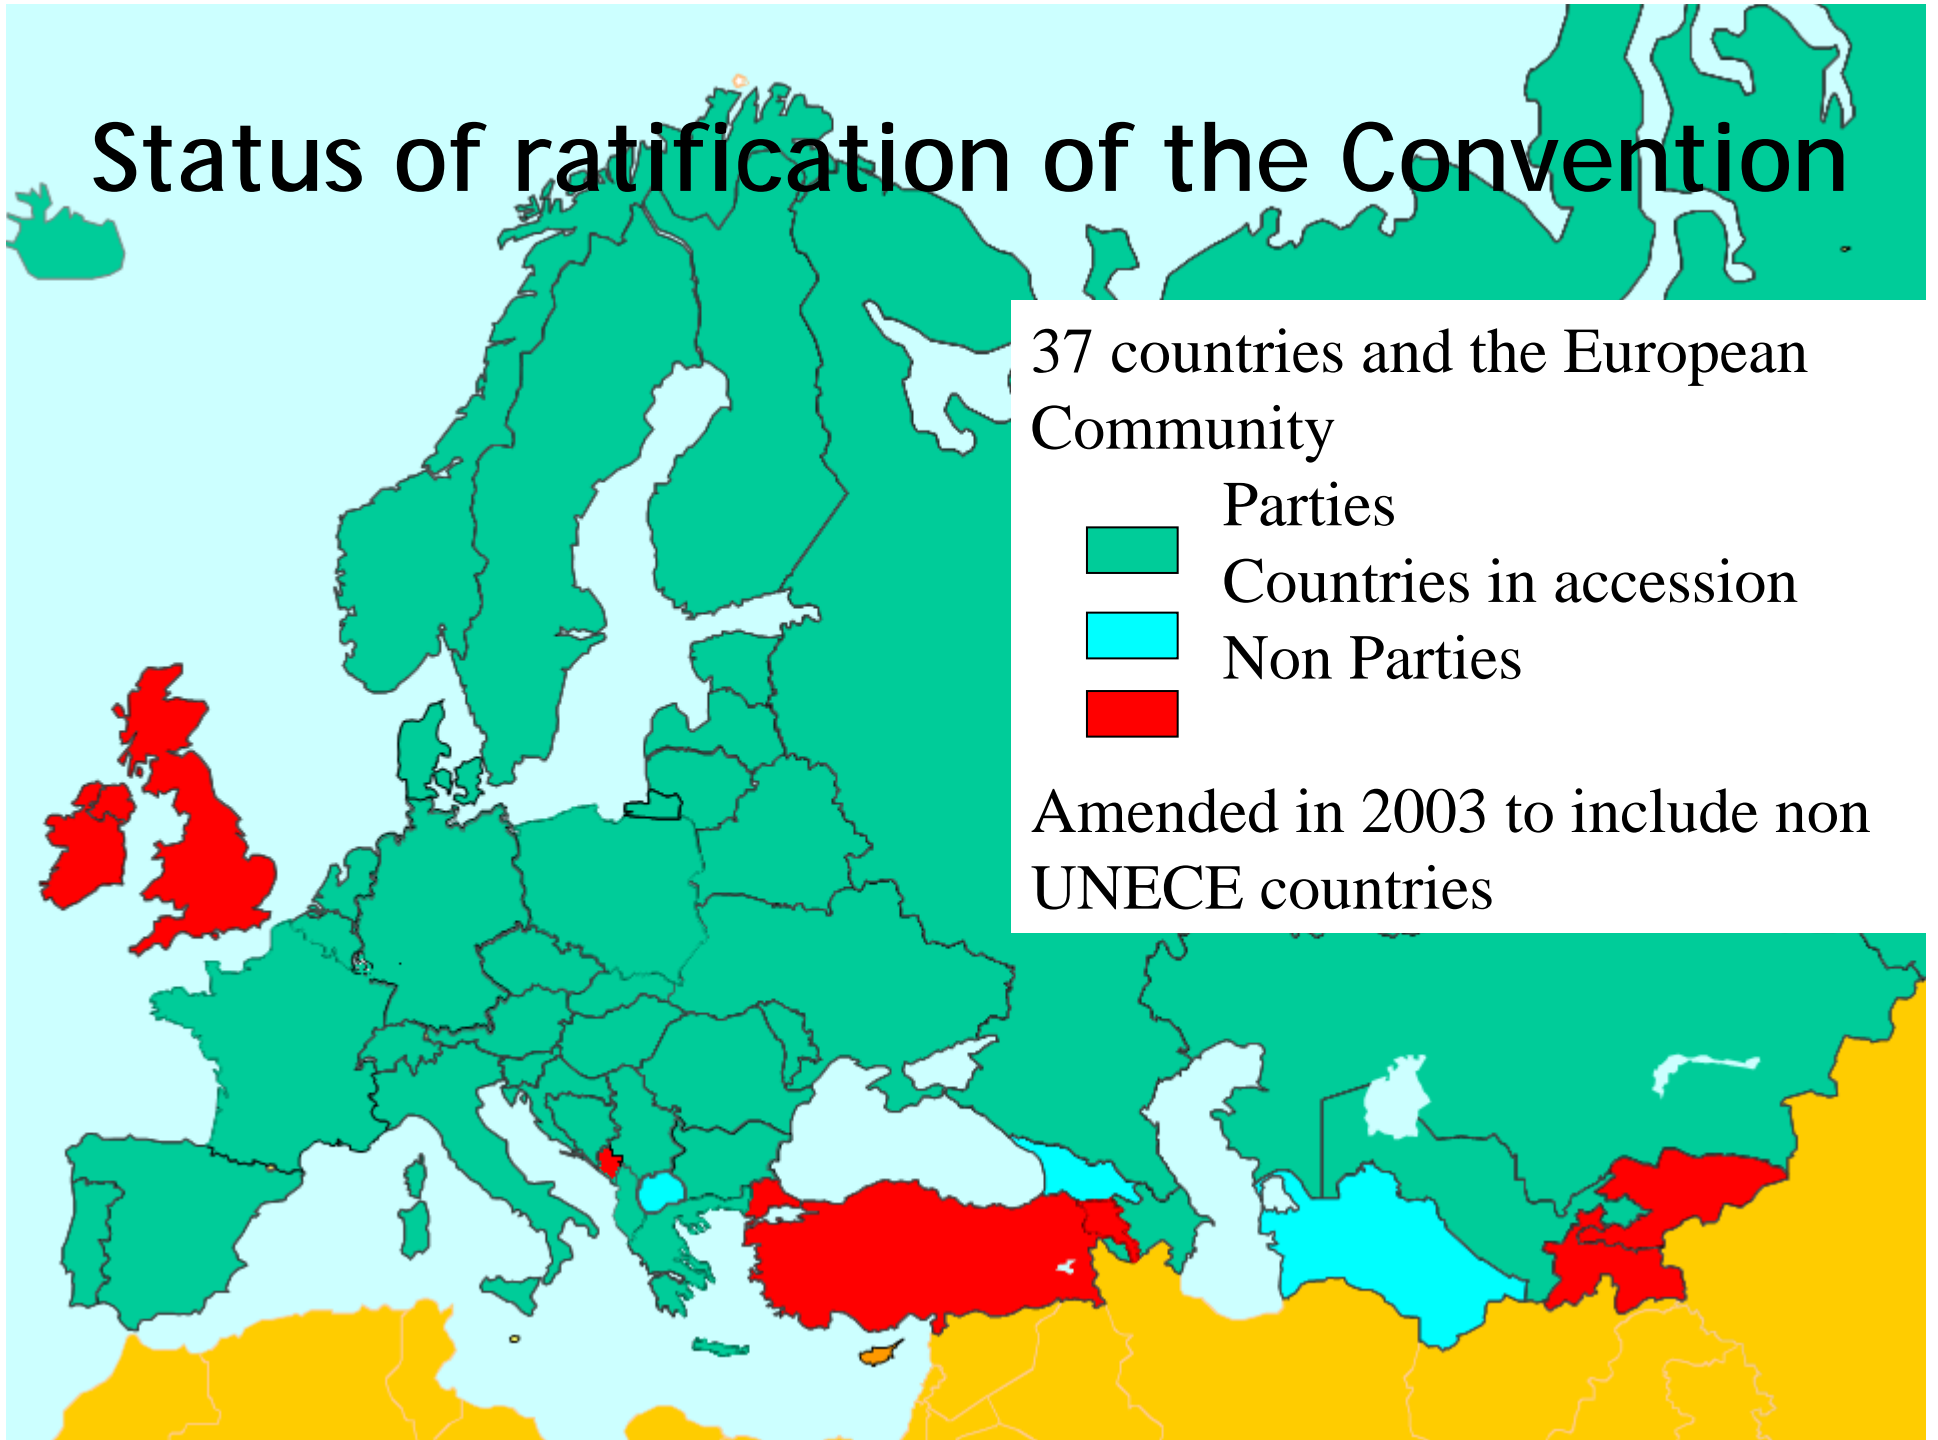 Status of ratification of the Convention
37 countries and the European
Community
Parties
Countries in accession
Non Parties
Amended in 2003 to include non
UNECE countries